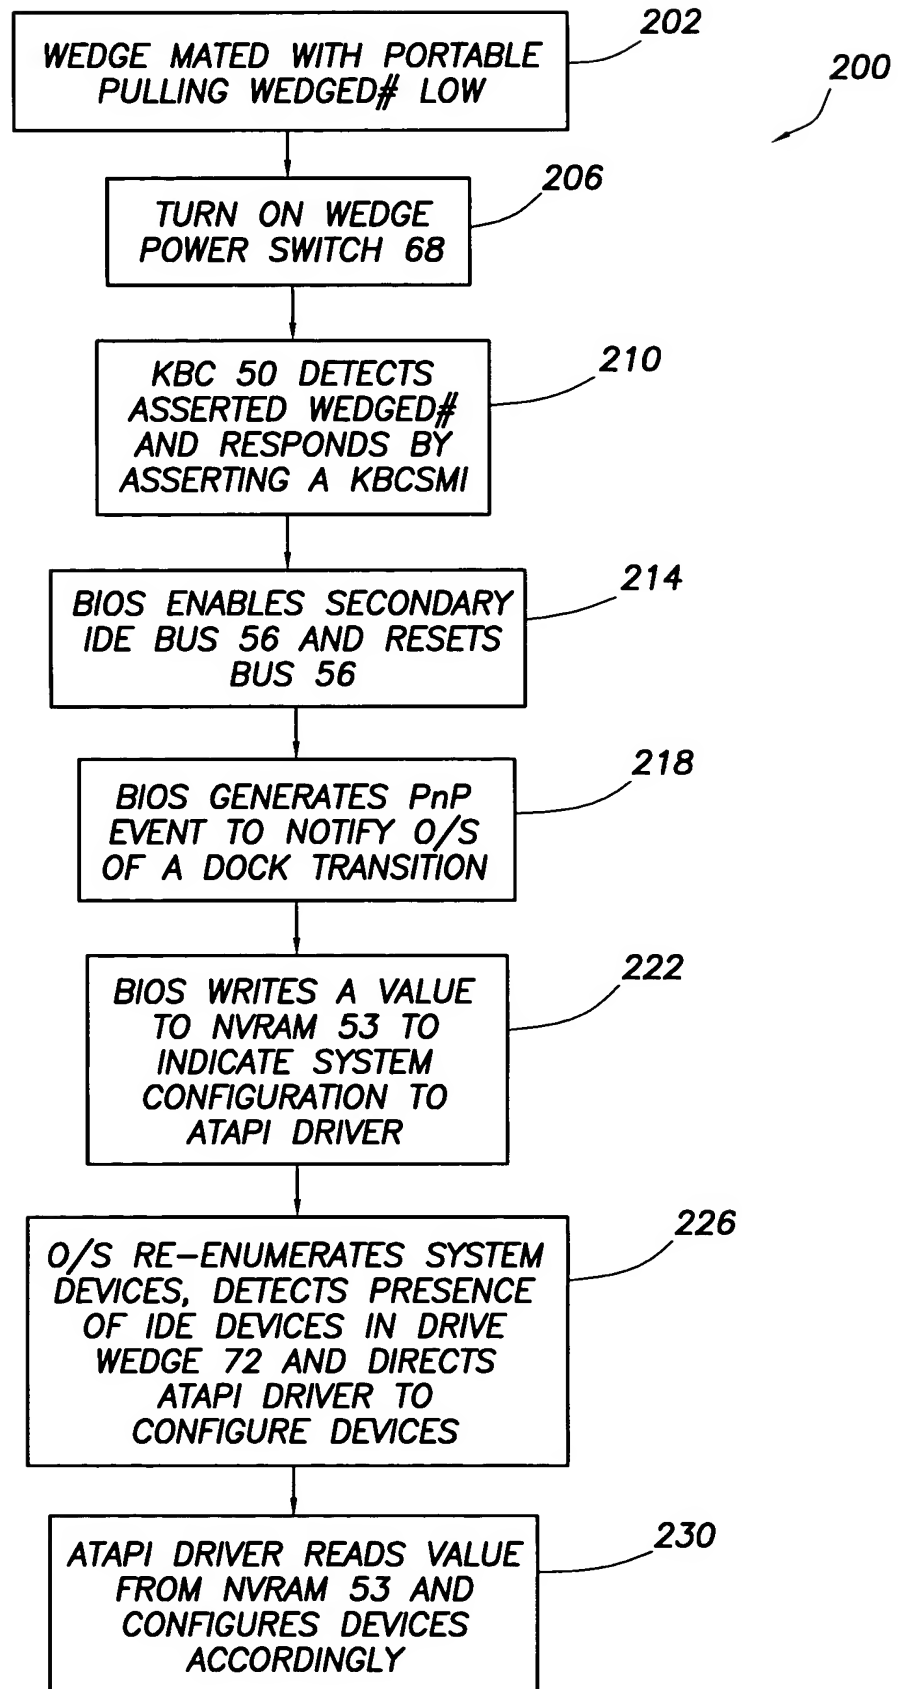 202
WEDGE MATED WITH PORTABLE
PULLING WEDGED# LOW
200
206
TURN ON WEDGE
POWER SWITCH 68
210
KBC 50 DETECTS
ASSERTED WEDGED#
AND RESPONDS BY
ASSERTING A KBCSMI
214
BIOS ENABLES SECONDARY
IDE BUS 56 AND RESETS
BUS 56
218
BIOS GENERATES PnP
EVENT TO NOTIFY O/S
OF A DOCK TRANSITION
222
BIOS WRITES A VALUE
TO NVRAM 53 TO
INDICATE SYSTEM
CONFIGURATION TO
ATAPI DRIVER
226
O/S RE-ENUMERATES SYSTEM
DEVICES, DETECTS PRESENCE
OF IDE DEVICES IN DRIVE
WEDGE 72 AND DIRECTS
ATAPI DRIVER TO
CONFIGURE DEVICES
230
ATAPI DRIVER READS VALUE
FROM NVRAM 53 AND
CONFIGURES DEVICES
ACCORDINGLY